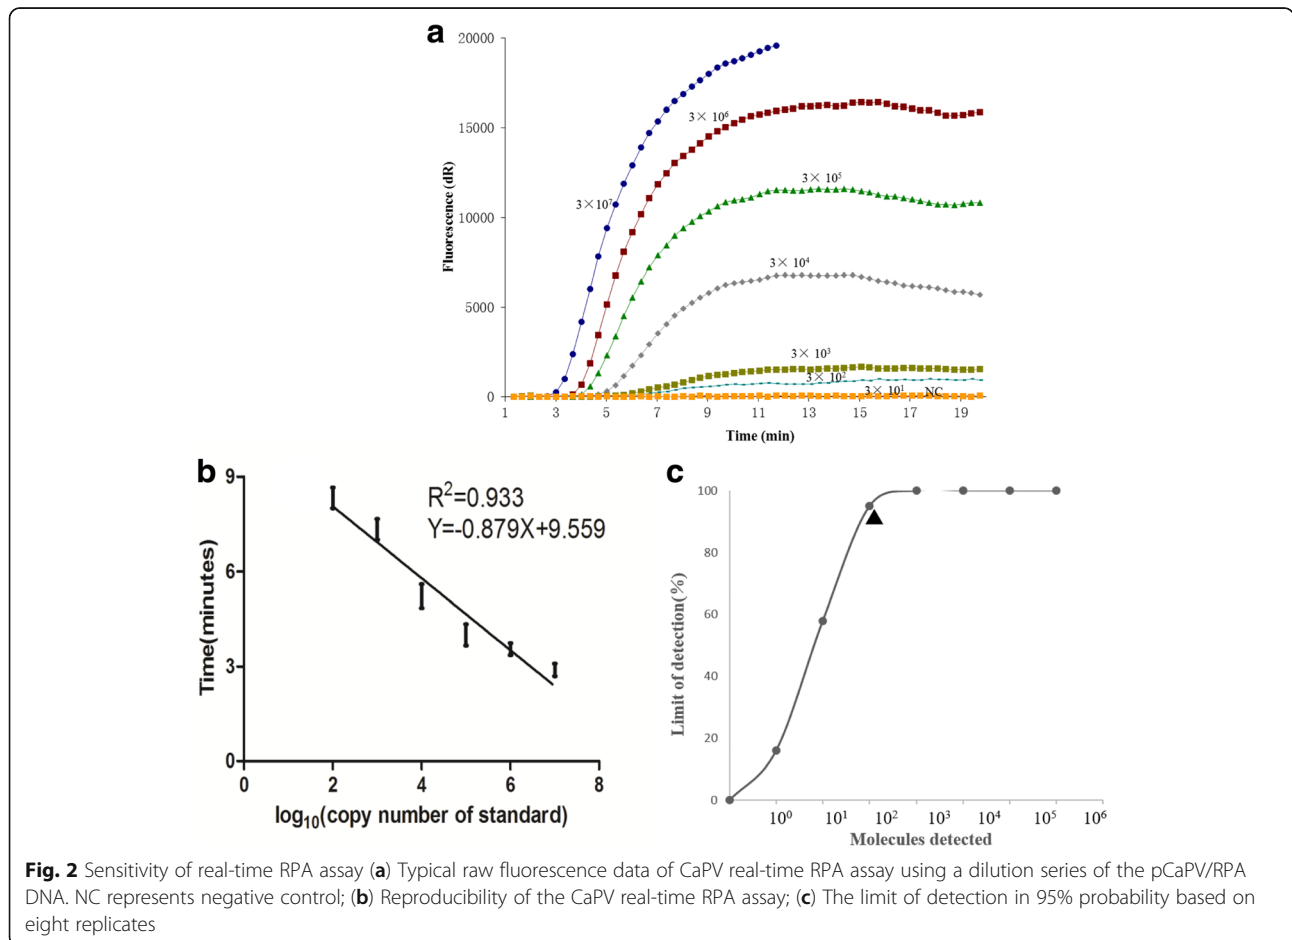 a
20000
15000
10000
5000
0
Fluorescence (dR)
3×10⁷
3× 10⁶
3× 10⁵
3× 10⁴
3× 10³
3× 10²
3× 10¹ NC
1 3 5 7 9 11 13 15 17 19
Time (min)
b
R²=0.933
Y=-0.879X+9.559
9
6
3
0
Time(minutes)
0 2 4 6 8
log₁₀(copy number of standard)
c
100
80
60
40
20
0
Limit of detection(%)
10⁰ 10¹ 10² 10³ 10⁴ 10⁵ 10⁶
Molecules detected
Fig. 2 Sensitivity of real-time RPA assay (a) Typical raw fluorescence data of CaPV real-time RPA assay using a dilution series of the pCaPV/RPA
DNA. NC represents negative control; (b) Reproducibility of the CaPV real-time RPA assay; (c) The limit of detection in 95% probability based on
eight replicates